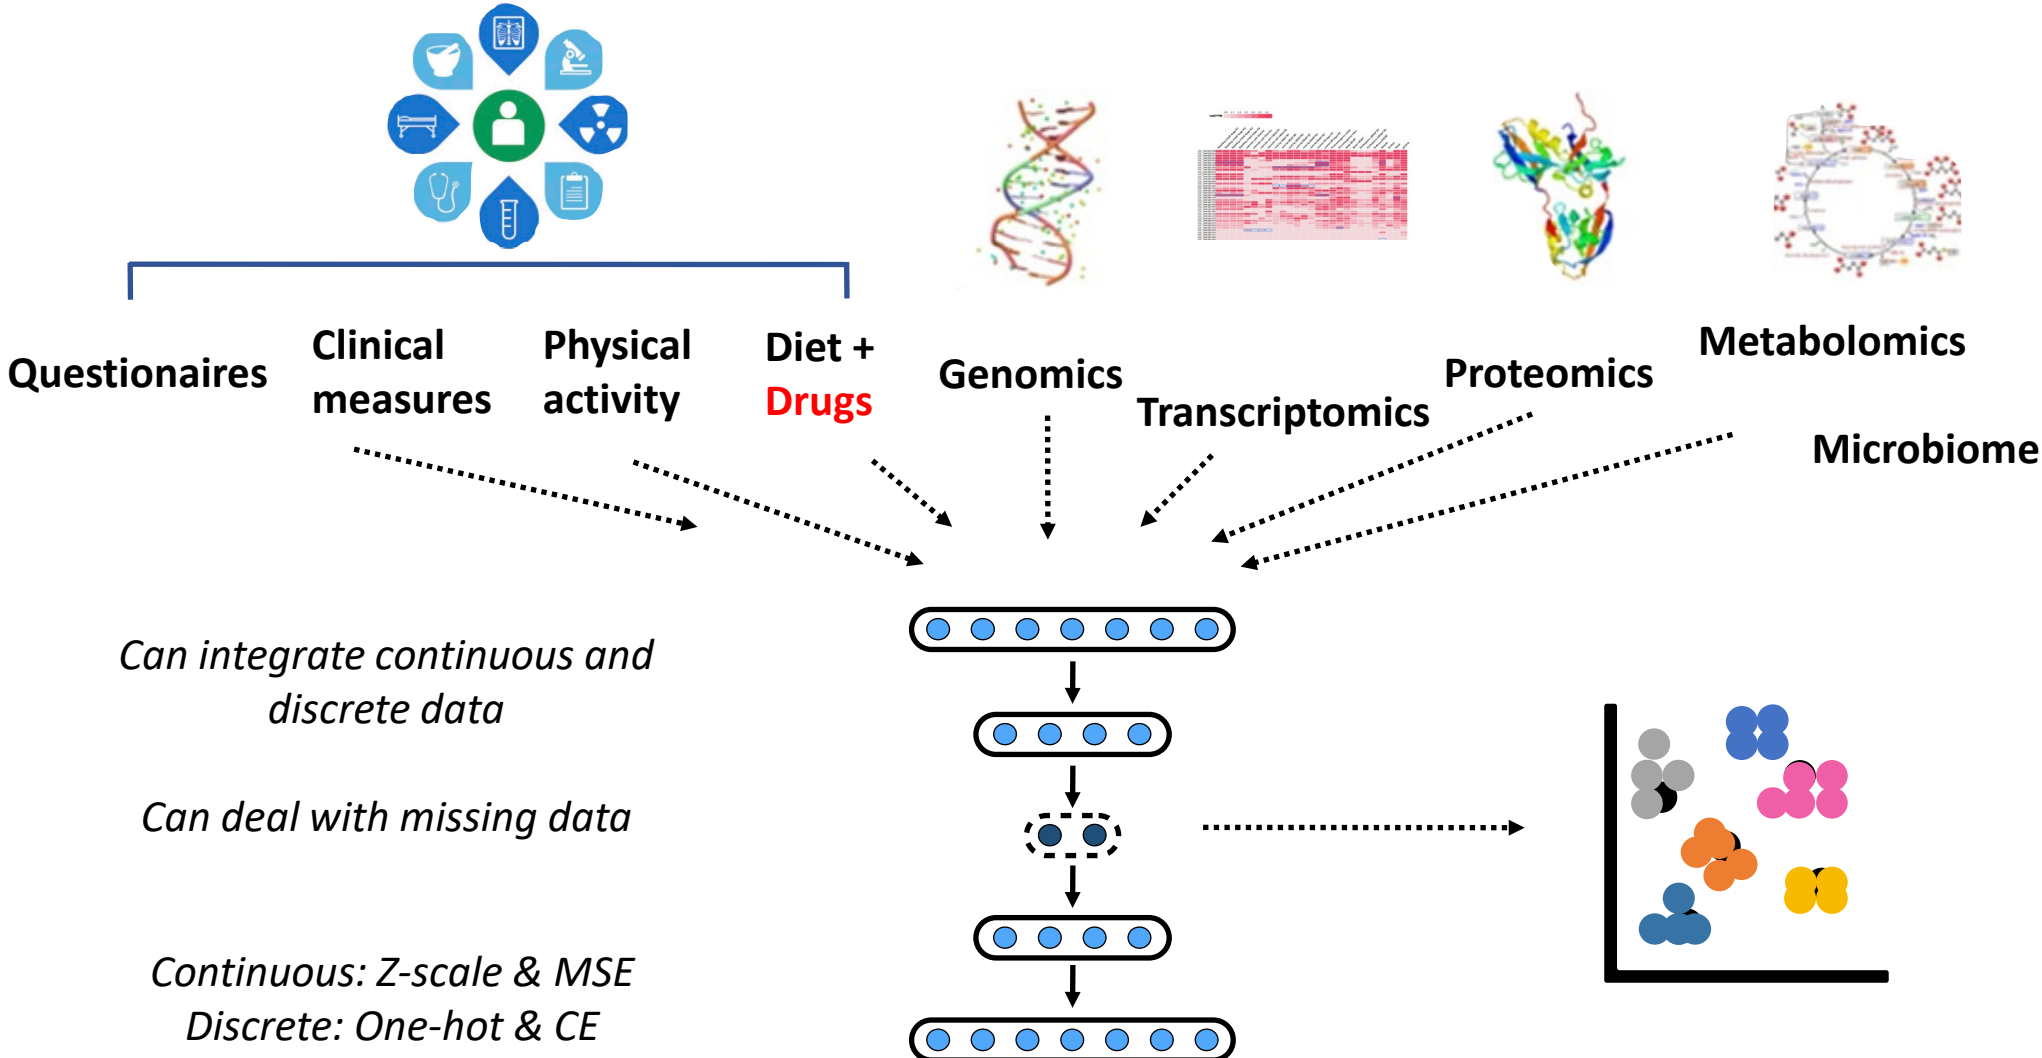 Questionaires
Clinical
measures
Physical
activity
Diet +
Drugs
Genomics
Transcriptomics
Proteomics
Metabolomics
Microbiome
Can integrate continuous and
discrete data
Can deal with missing data
Continuous: Z-scale & MSE
Discrete: One-hot & CE